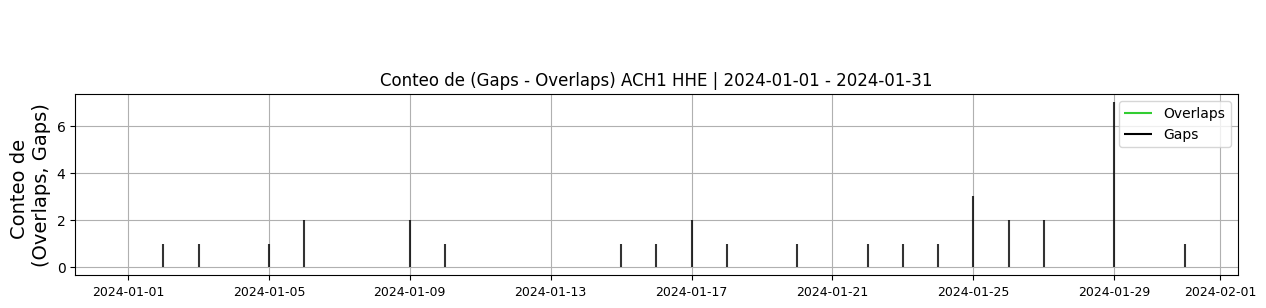 Conteo de (Gaps - Overlaps) ACH1 HHE | 2024-01-01 - 2024-01-31
Conteo de
(Overlaps, Gaps)
6
4
2
0
Overlaps
Gaps
2024-01-01 2024-01-05 2024-01-09 2024-01-13 2024-01-17 2024-01-21 2024-01-25 2024-01-29 2024-02-01